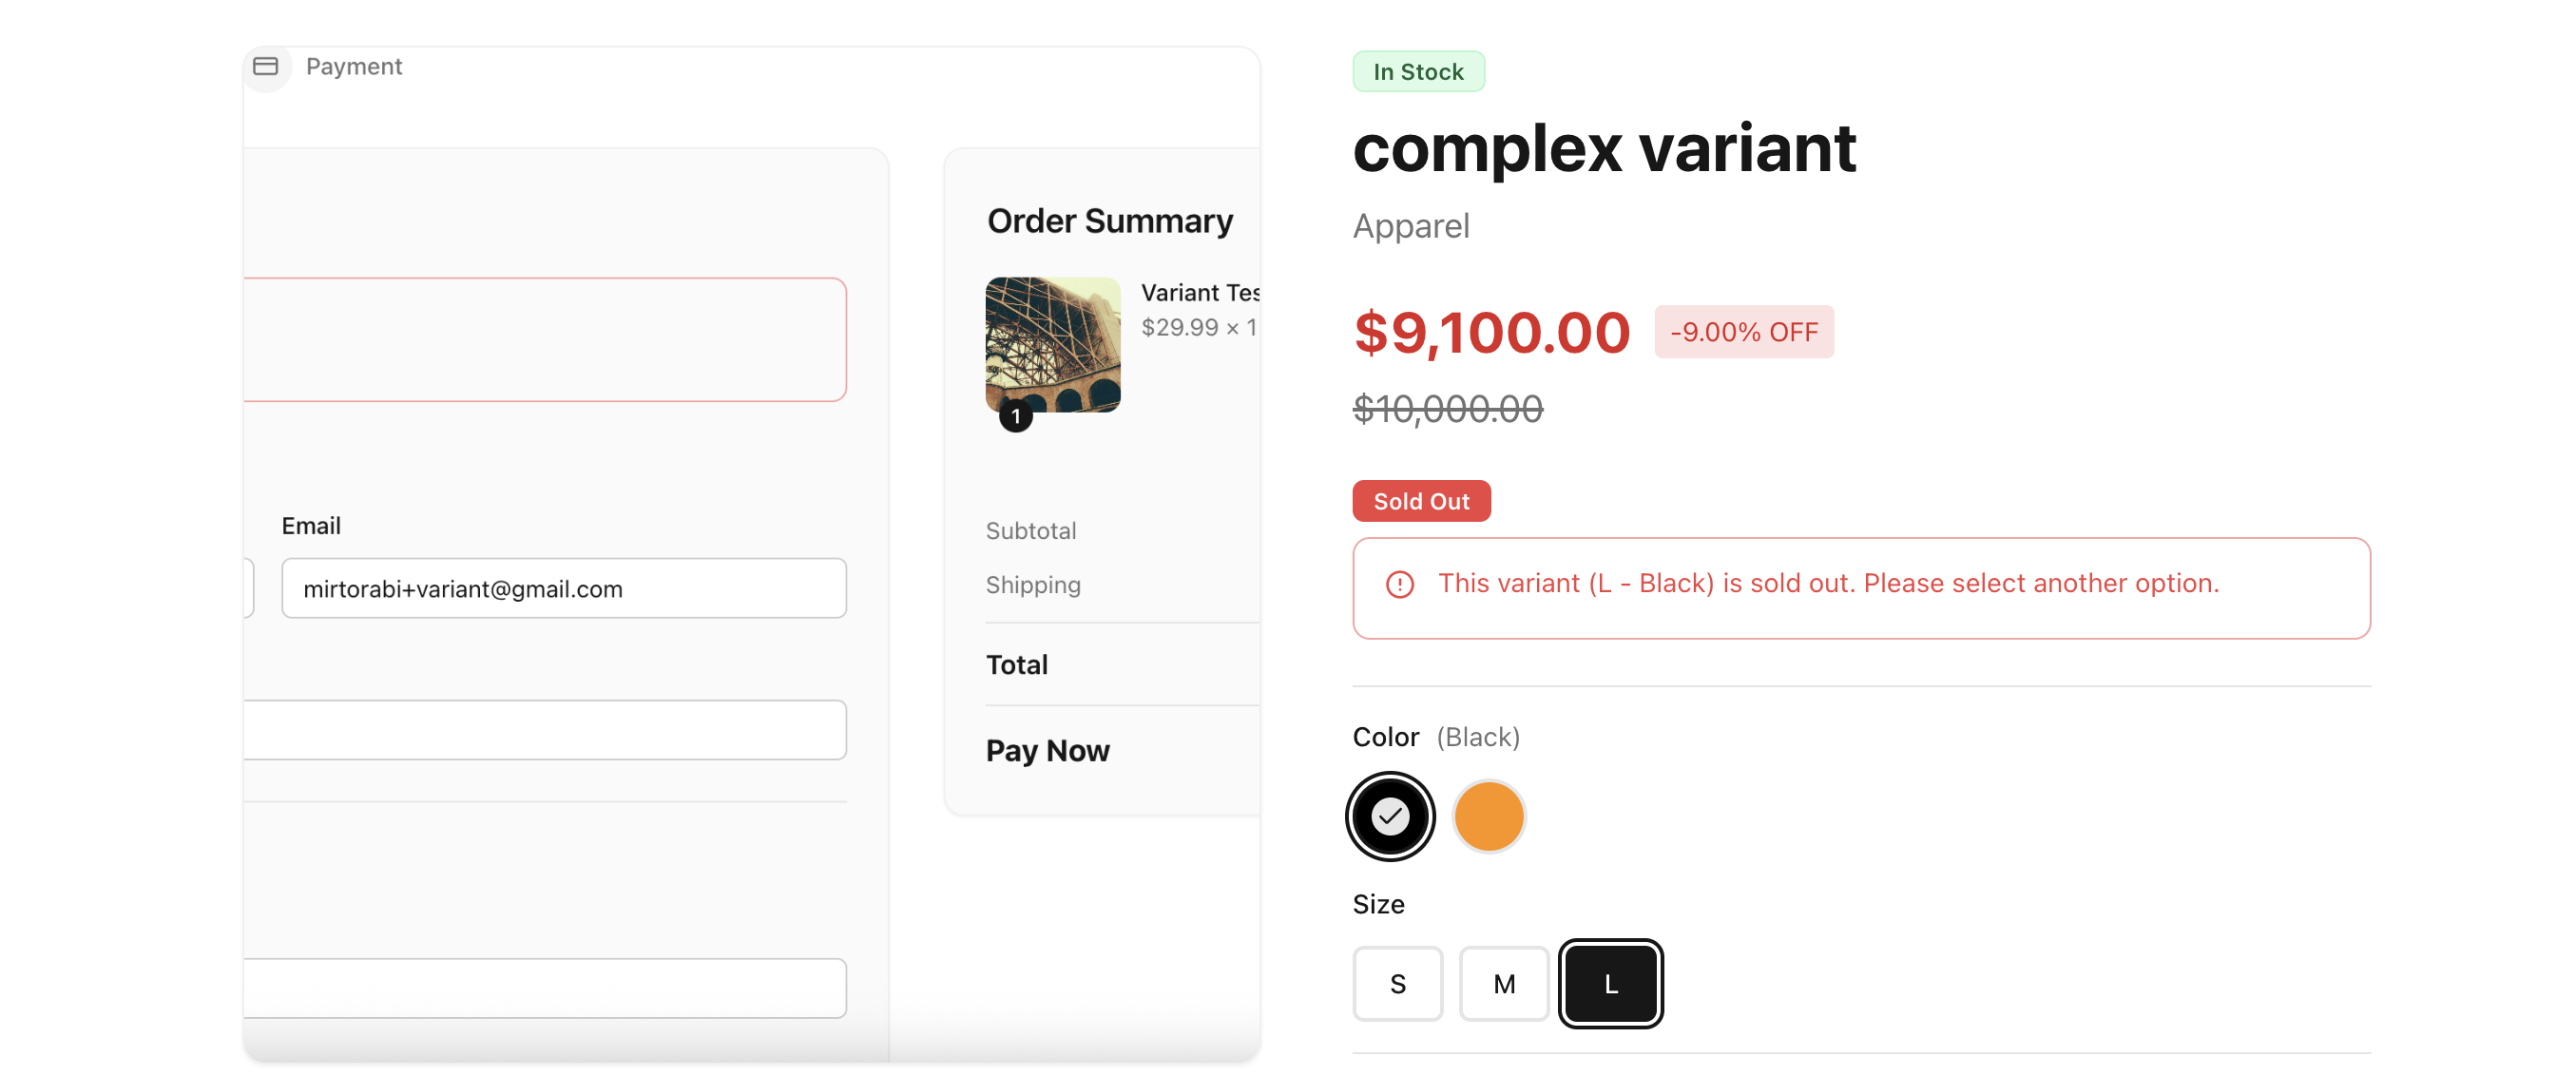 Payment
Order Summary
Variant Tes
$29.99 × 1
1
Email
mirtorabi+variant@gmail.com
Subtotal
Shipping
Total
Pay Now
In Stock
complex variant
Apparel
$9,100.00 -9.00% OFF
$10,000.00
Sold Out
This variant (L - Black) is sold out. Please select another option.
Color (Black)
Size
S M L